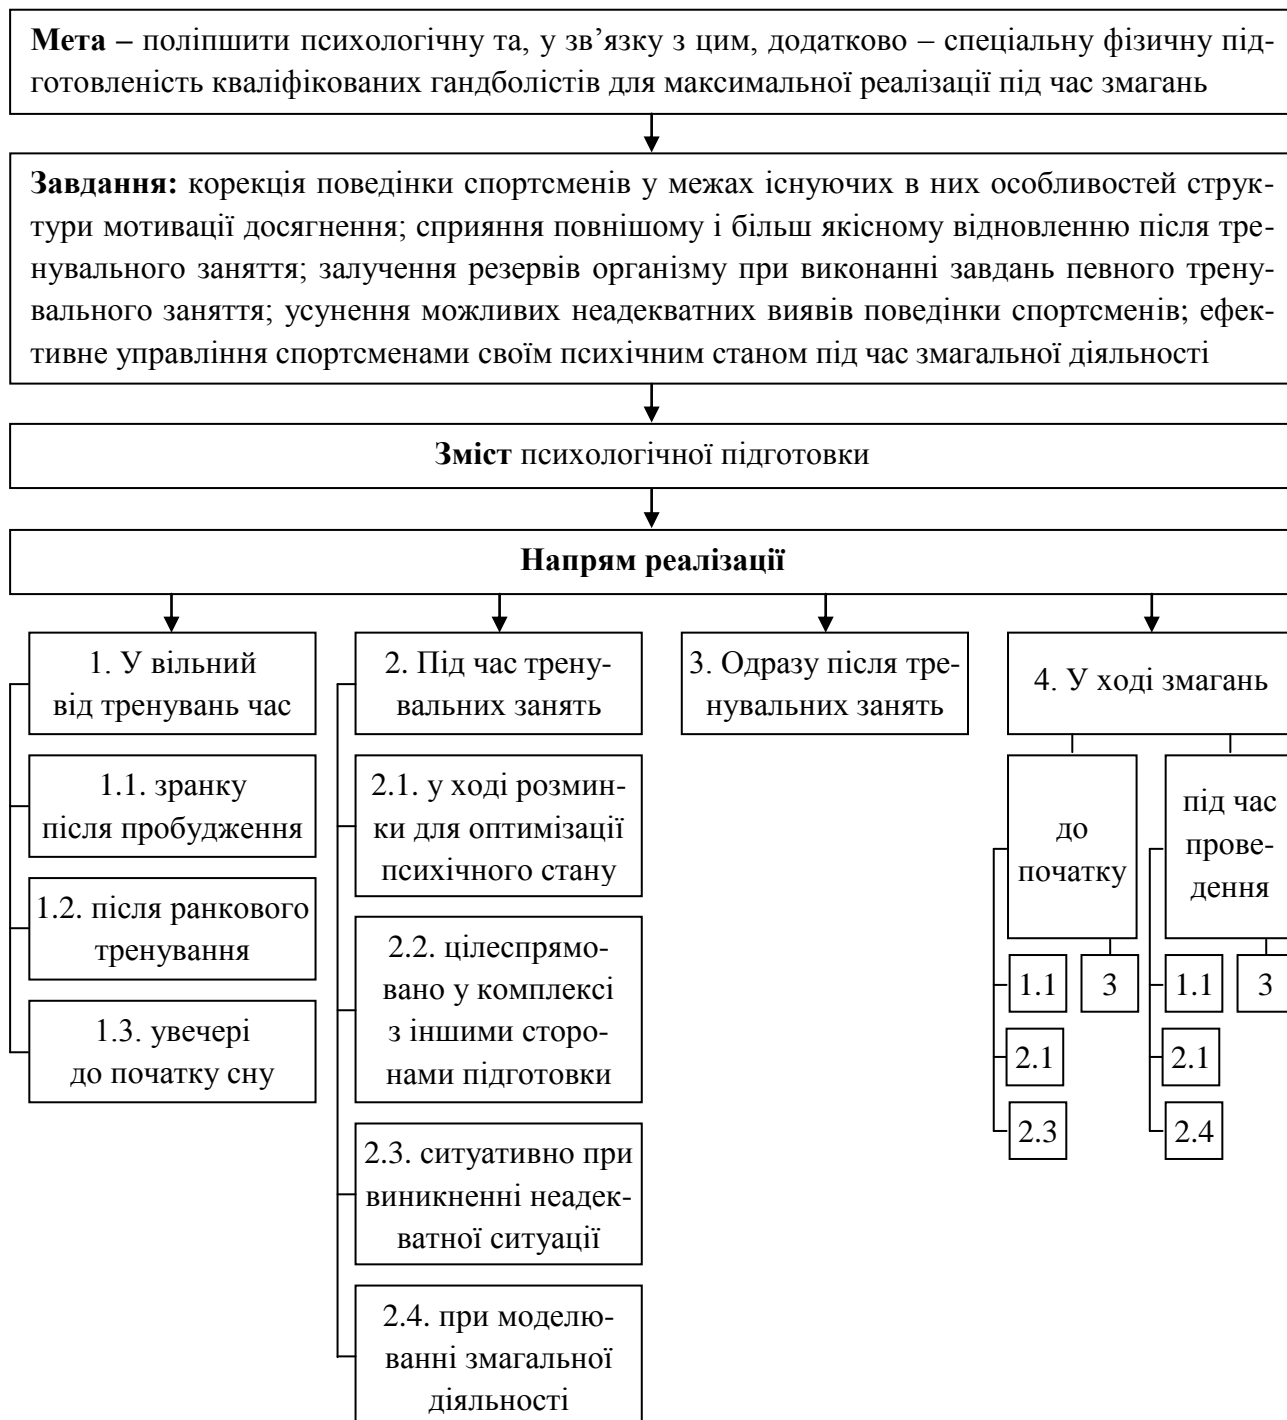 Мета – поліпшити психологічну та, у зв’язку з цим, додатково – спеціальну фізичну під-
готовленість кваліфікованих гандболістів для максимальної реалізації під час змагань
Завдання: корекція поведінки спортсменів у межах існуючих в них особливостей струк-
тури мотивації досягнення; сприяння повнішому і більш якісному відновленню після тре-
нувального заняття; залучення резервів організму при виконанні завдань певного трену-
вального заняття; усунення можливих неадекватних виявів поведінки спортсменів; ефек-
тивне управління спортсменами своїм психічним станом під час змагальної діяльності
Зміст психологічної підготовки
Напрям реалізації
1. У вільний
від тренувань час
1.1. зранку
після пробудження
1.2. після ранкового
тренування
1.3. увечері
до початку сну
2. Під час трену-
вальних занять
2.1. у ході розмин-
ки для оптимізації
психічного стану
2.2. цілеспрямо-
вано у комплексі
з іншими сторо-
нами підготовки
2.3. ситуативно при
виникненні неадек-
ватної ситуації
2.4. при моделю-
ванні змагальної
діяльності
3. Одразу після тре-
нувальних занять
4. У ході змагань
до
початку
1.1
3
2.1
2.3
під час
прове-
дення
1.1
3
2.1
2.4